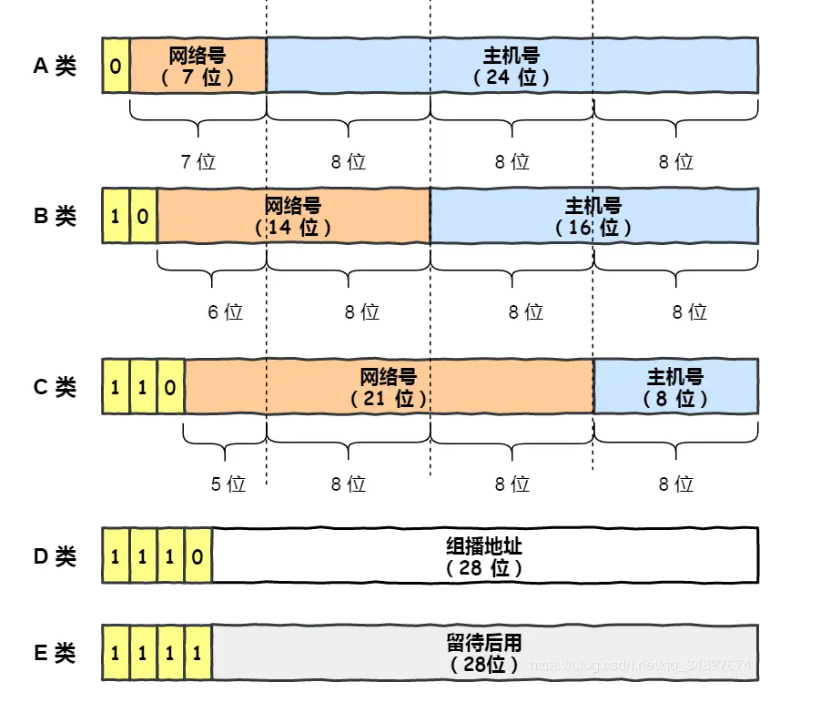 A 类
0
网络号
( 7 位 )
主机号
( 24 位 )
7 位
8 位
8 位
8 位
B 类
1 0
网络号
( 14 位 )
主机号
( 16 位 )
6 位
8 位
8 位
8 位
C 类
1 1 0
网络号
( 21 位 )
主机号
( 8 位 )
5 位
8 位
8 位
8 位
D 类
1 1 1 0
组播地址
( 28 位 )
E 类
1 1 1 1
留待后用
(28位)
https://blog.csdn.net/qq_34827674